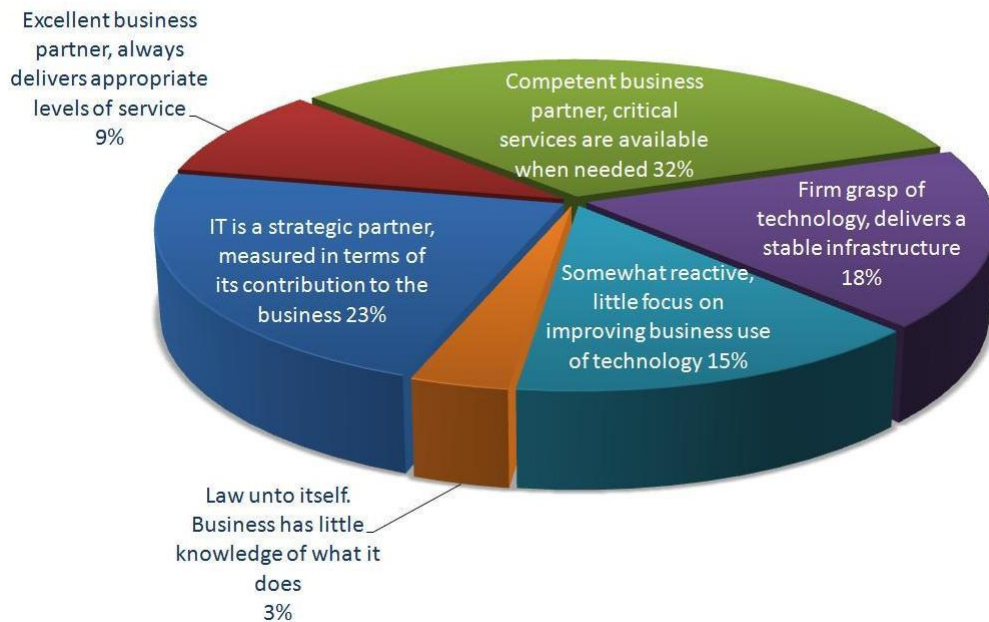 Excellent business
partner, always
delivers appropriate
levels of service
9%
Competent business
partner, critical
services are available
when needed 32%
Firm grasp of
technology, delivers a
stable infrastructure
18%
IT is a strategic partner,
measured in terms of
its contribution to the
business 23%
Somewhat reactive,
little focus on
improving business use
of technology 15%
Law unto itself.
Business has little
knowledge of what it
does
3%